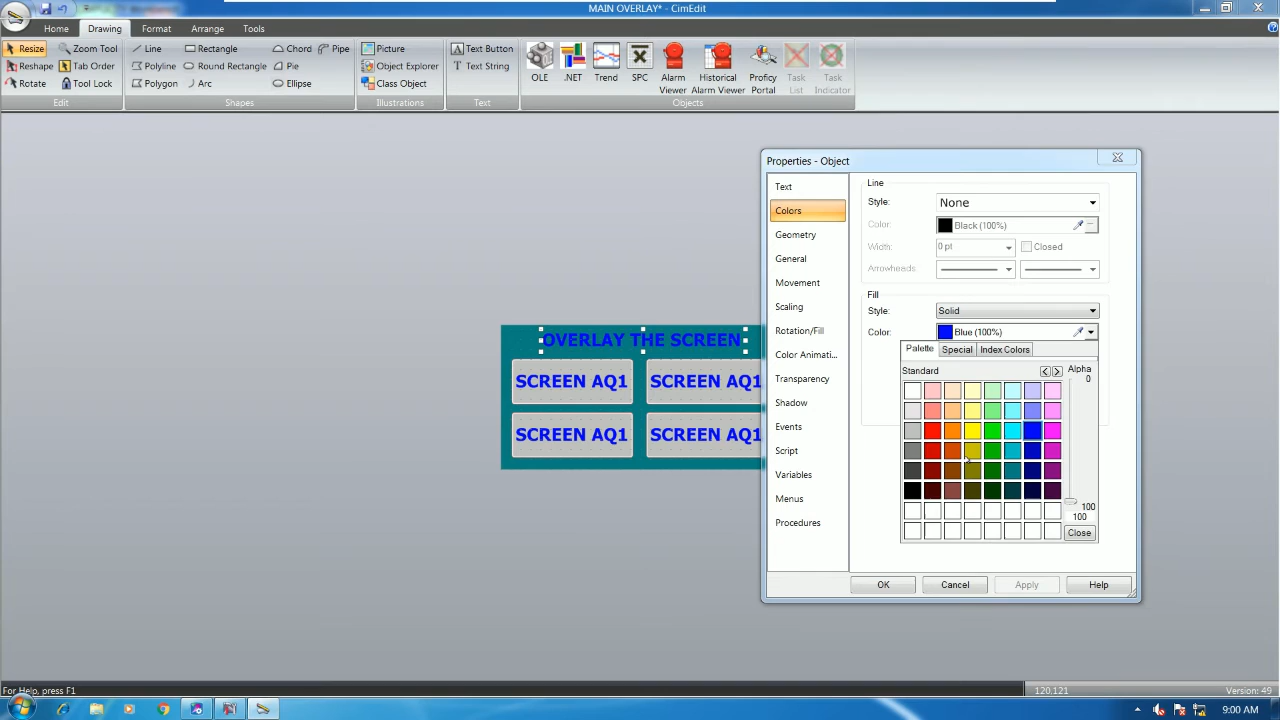 MAIN OVERLAY* - CimEdit
Home Drawing Format Arrange Tools
Resize Zoom Tool Line Rectangle Chord Pipe Picture Text Button
Reshape Tab Order Polyline Round Rectangle Pie Object Explorer Text String
Rotate Tool Lock Polygon Arc Ellipse Class Object
OLE .NET Trend SPC Alarm Viewer Historical Alarm Viewer Proficy Portal Task List Task Indicator
Edit Shapes Illustrations Text Objects
Properties - Object
Text
Colors
Geometry
General
Movement
Scaling
Rotation/Fill
Color Animati...
Transparency
Shadow
Events
Script
Variables
Menus
Procedures
Line
Style: None
Color: Black (100%)
Width: 0 pt Closed
Arrowheads:
Fill
Style: Solid
Color: Blue (100%)
Palette Special Index Colors
Standard < > Alpha
0
100
100
Close
OK Cancel Apply Help
OVERLAY THE SCREEN
SCREEN AQ1 SCREEN AQ1
SCREEN AQ1 SCREEN AQ1
For Help, press F1 120,121 Version: 49
9:00 AM